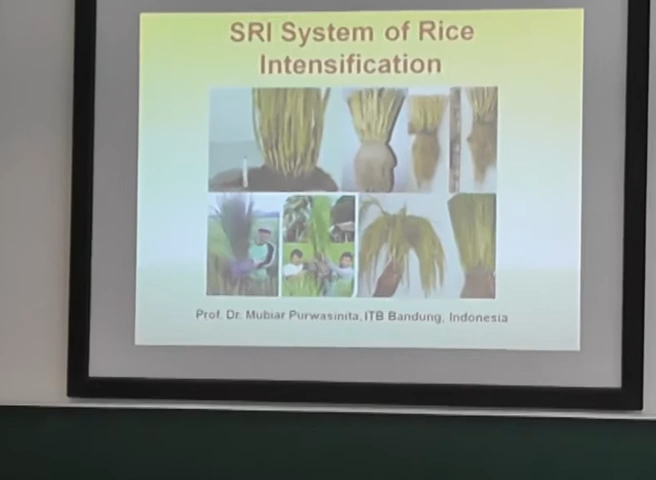 SRI System of Rice
Intensification
Prof. Dr. Mubiar Purwasinita, ITB Bandung, Indonesia